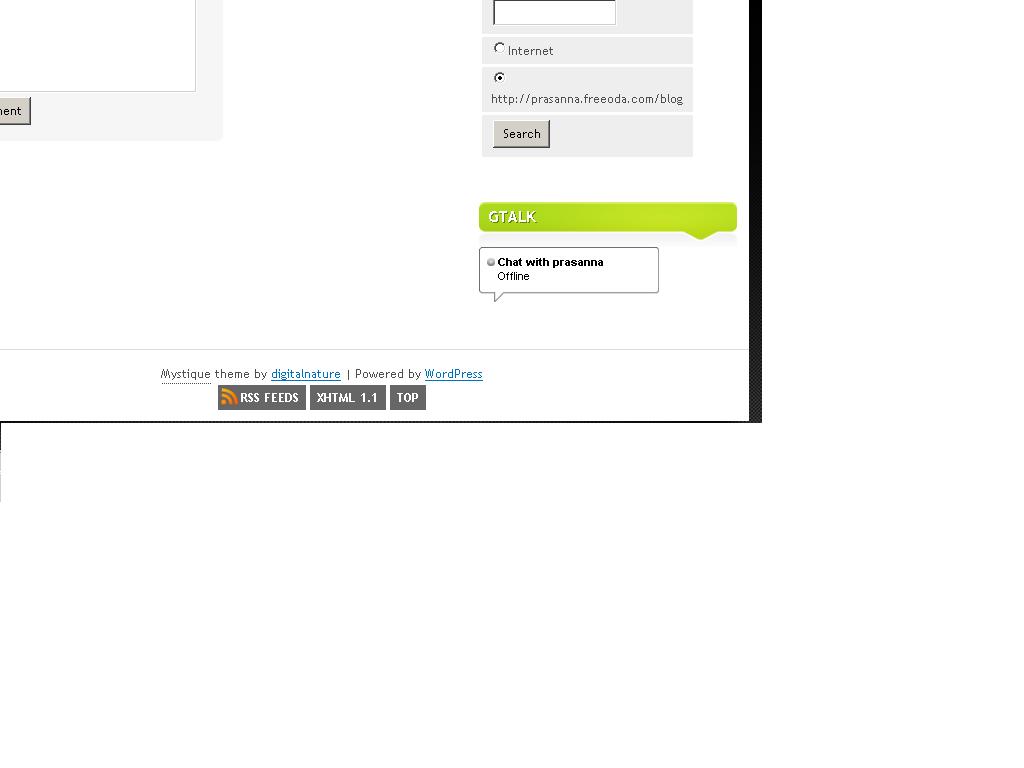 Internet
http://prasanna.freeoda.com/blog
Search
GTALK
Chat with prasanna
Offline
Mystique theme by digitalnature | Powered by WordPress
RSS FEEDS XHTML 1.1 TOP